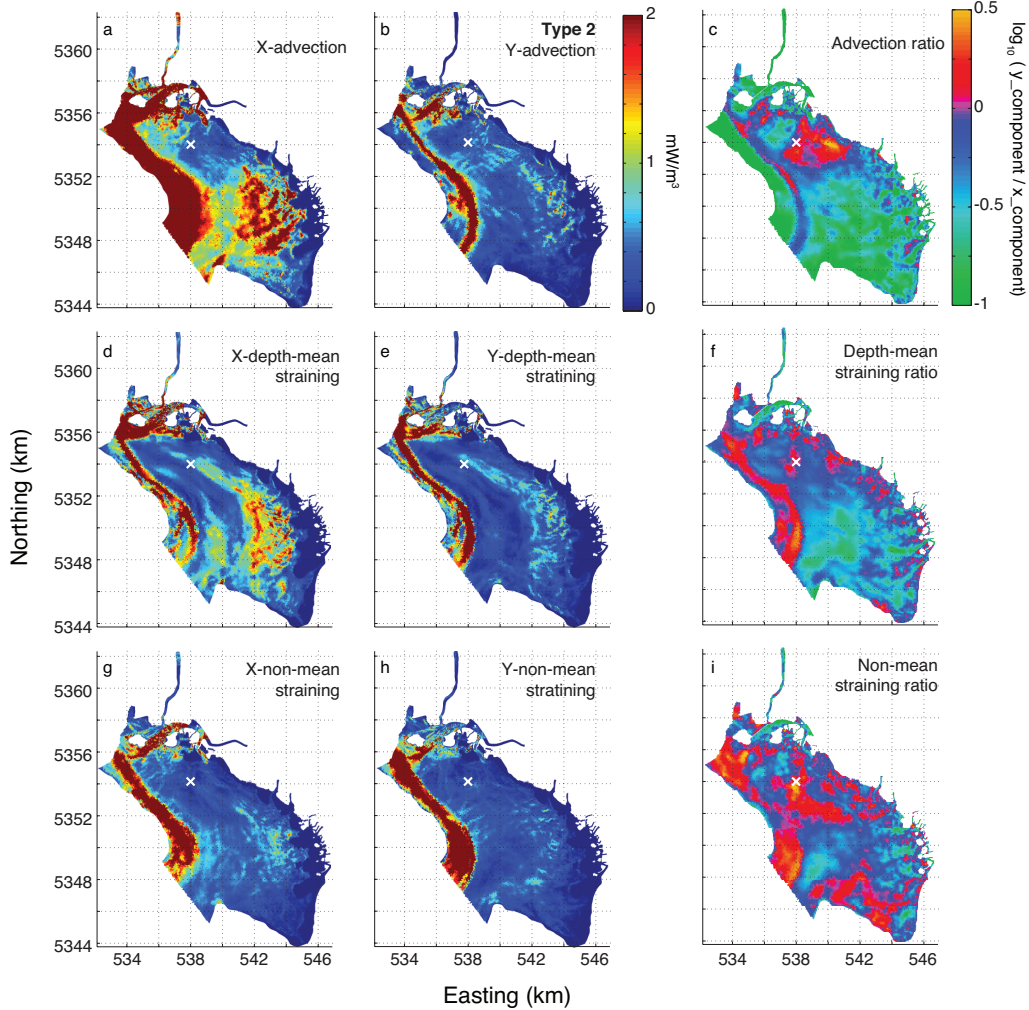 a
X-advection
b
Type 2
Y-advection
c
Advection ratio
5360
5356
5352
5348
5344
2
1
0
mW/m³
0.5
0
-0.5
-1
log₁₀ ( y_component / x_component)
d
X-depth-mean
straining
e
Y-depth-mean
stratining
f
Depth-mean
straining ratio
5360
5356
5352
5348
5344
Northing (km)
g
X-non-mean
straining
h
Y-non-mean
stratining
i
Non-mean
straining ratio
5360
5356
5352
5348
5344
534 538 542 546
534 538 542 546
534 538 542 546
Easting (km)